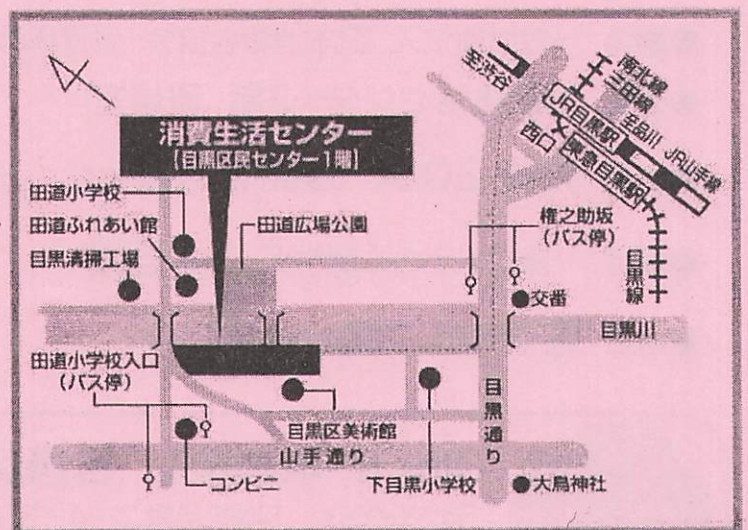 消費生活センター
【目黒区民センター1階】
田道小学校
田道ふれあい館
目黒清掃工場
田道広場公園
至渋谷
南北線
三田線
JR目黒駅
至品川
JR山手線
西口
東急目黒駅
目黒線
権之助坂
(バス停)
交番
目黒川
田道小学校入口
(バス停)
目黒区美術館
目黒通り
山手通り
コンビニ
下目黒小学校
大鳥神社